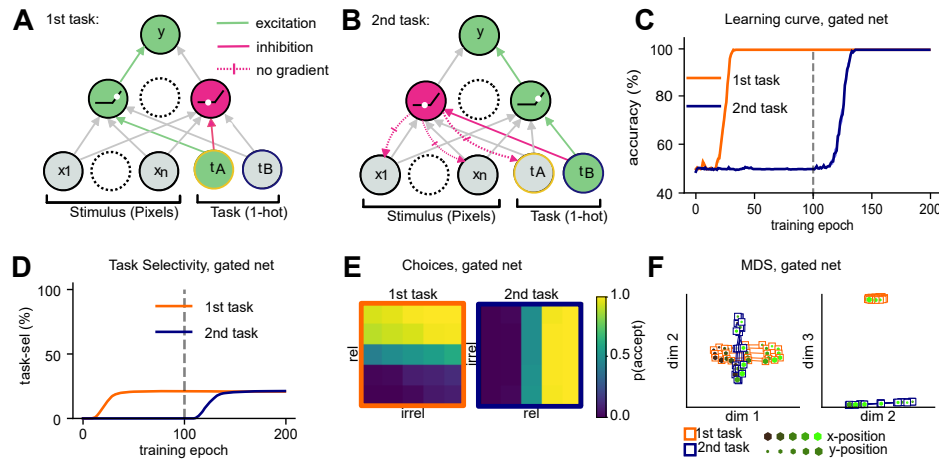 A
1st task:
y
excitation
inhibition
no gradient
x1
xn
tA
tB
Stimulus (Pixels)
Task (1-hot)
B
2nd task:
y
x1
xn
tA
tB
Stimulus (Pixels)
Task (1-hot)
C
Learning curve, gated net
accuracy (%)
100
80
60
40
1st task
2nd task
0
100
200
training epoch
D
Task Selectivity, gated net
task-sel (%)
100
50
0
1st task
2nd task
0
100
200
training epoch
E
Choices, gated net
1st task
2nd task
rel
irrel
irrel
rel
1.0
0.0
p(accept)
F
MDS, gated net
dim 2
dim 1
dim 3
dim 2
1st task
2nd task
x-position
y-position